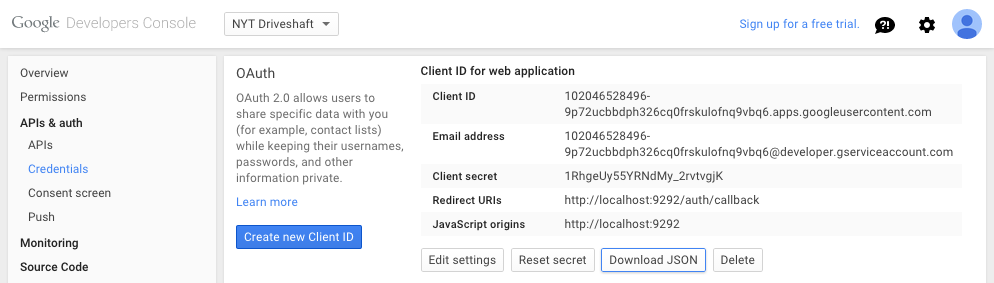 Google Developers Console
NYT Driveshaft
Sign up for a free trial.
?!
Overview
Permissions
APIs & auth
APIs
Credentials
Consent screen
Push
Monitoring
Source Code
OAuth
OAuth 2.0 allows users to
share specific data with you
(for example, contact lists)
while keeping their usernames,
passwords, and other
information private.
Learn more
Create new Client ID
Client ID for web application
Client ID 102046528496-
9p72ucbbdph326cq0frskulofnq9vbq6.apps.googleusercontent.com
Email address 102046528496-
9p72ucbbdph326cq0frskulofnq9vbq6@developer.gserviceaccount.com
Client secret 1RhgeUy55YRNdMy_2rvtvgjK
Redirect URIs http://localhost:9292/auth/callback
JavaScript origins http://localhost:9292
Edit settings Reset secret Download JSON Delete